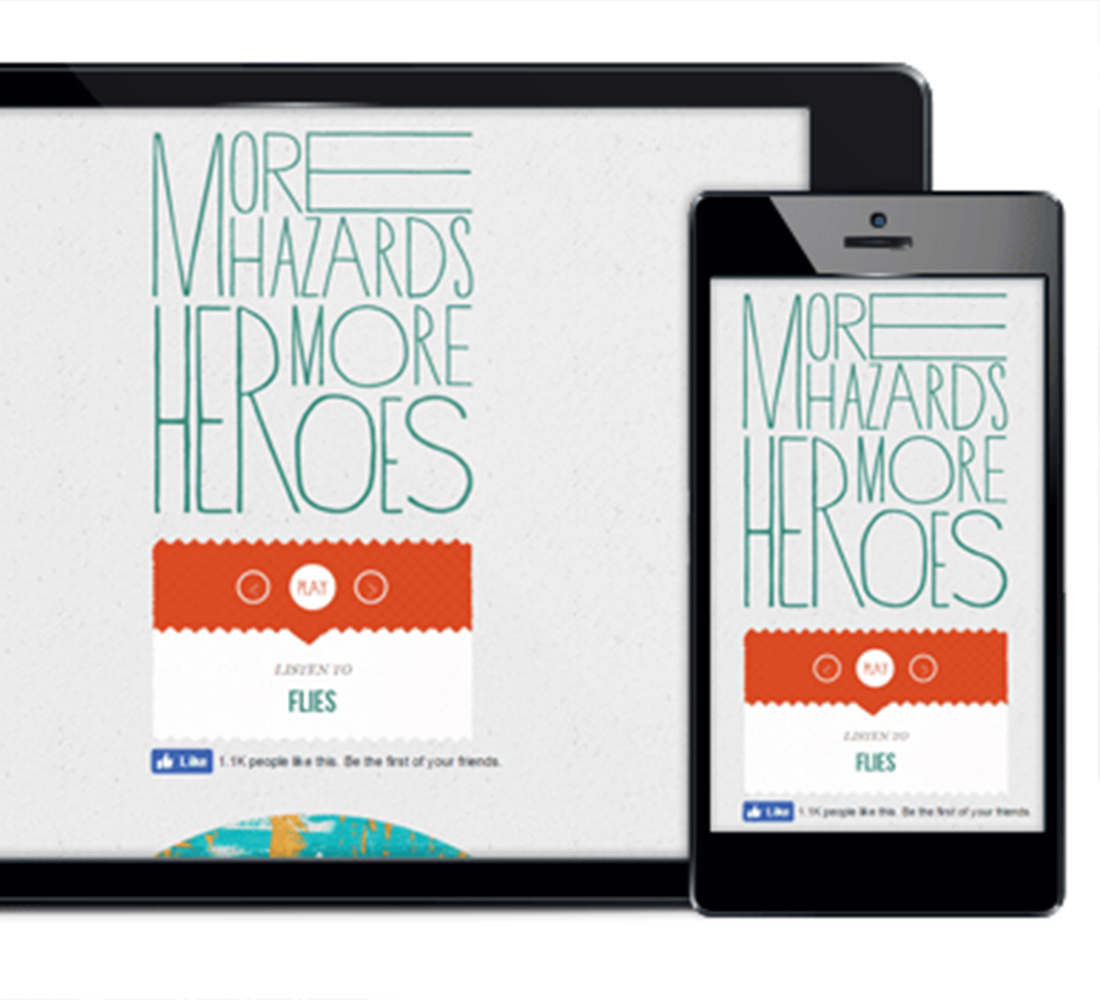 MORE
HAZARDS
MORE
HEROES
<
PLAY
>
LISTEN TO
FLIES
Like 1.1K people like this. Be the first of your friends.
MORE
HAZARDS
MORE
HEROES
<
PLAY
>
LISTEN TO
FLIES
Like 1.1K people like this. Be the first of your friends.